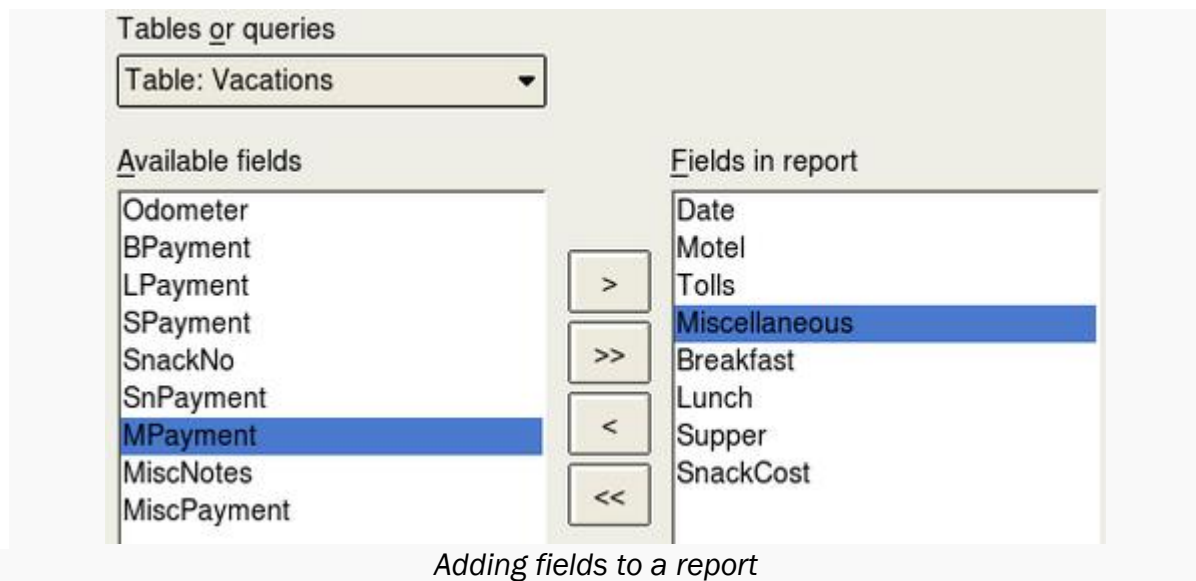 Tables or queries
Table: Vacations
Available fields
Odometer
BPayment
LPayment
SPayment
SnackNo
SnPayment
MPayment
MiscNotes
MiscPayment
>
>>
<
<<
Fields in report
Date
Motel
Tolls
Miscellaneous
Breakfast
Lunch
Supper
SnackCost
Adding fields to a report